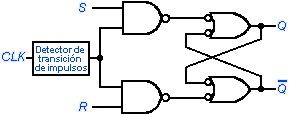 S
Q
CLK
Detector de
transición
de impulsos
R
Q̅